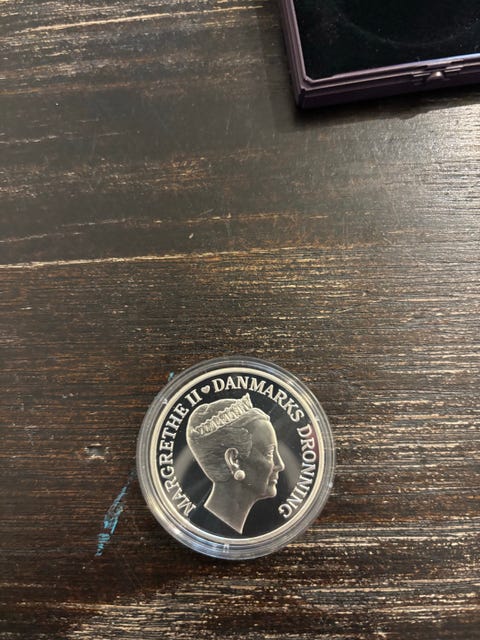 MARGRETHE II ♥ DANMARKS DRONNING